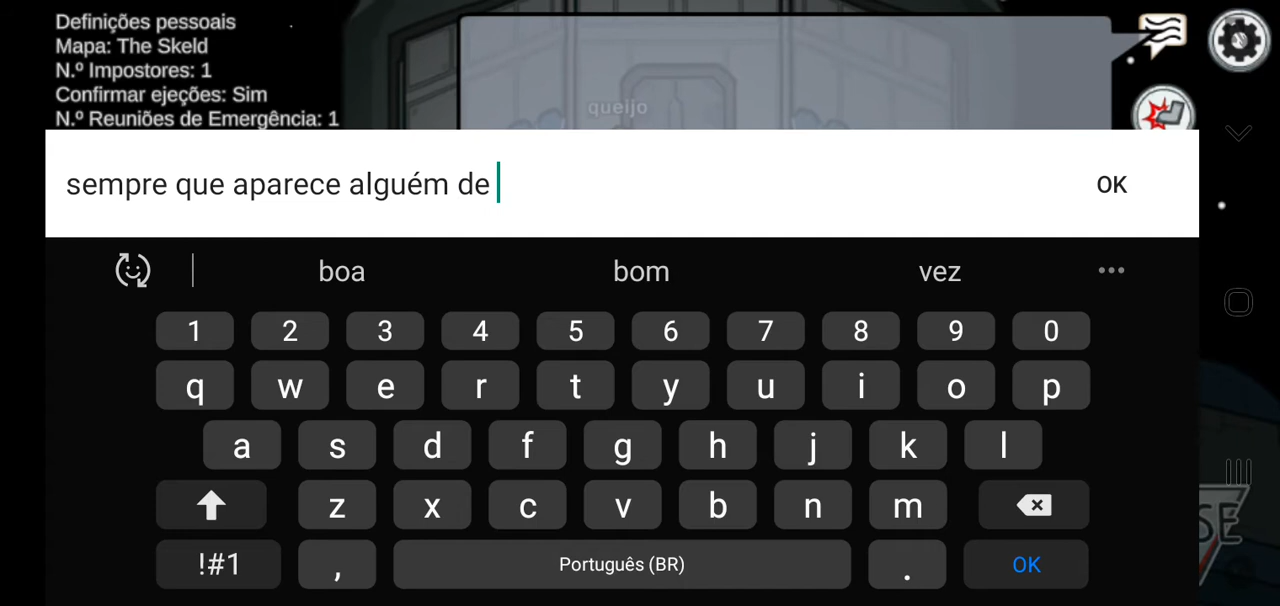 Definições pessoais
Mapa: The Skeld
N.º Impostores: 1
Confirmar ejeções: Sim
N.º Reuniões de Emergência: 1
queijo
sempre que aparece alguém de
OK
boa bom vez
1 2 3 4 5 6 7 8 9 0
q w e r t y u i o p
a s d f g h j k l
z x c v b n m
!#1 , Português (BR) . OK
SE